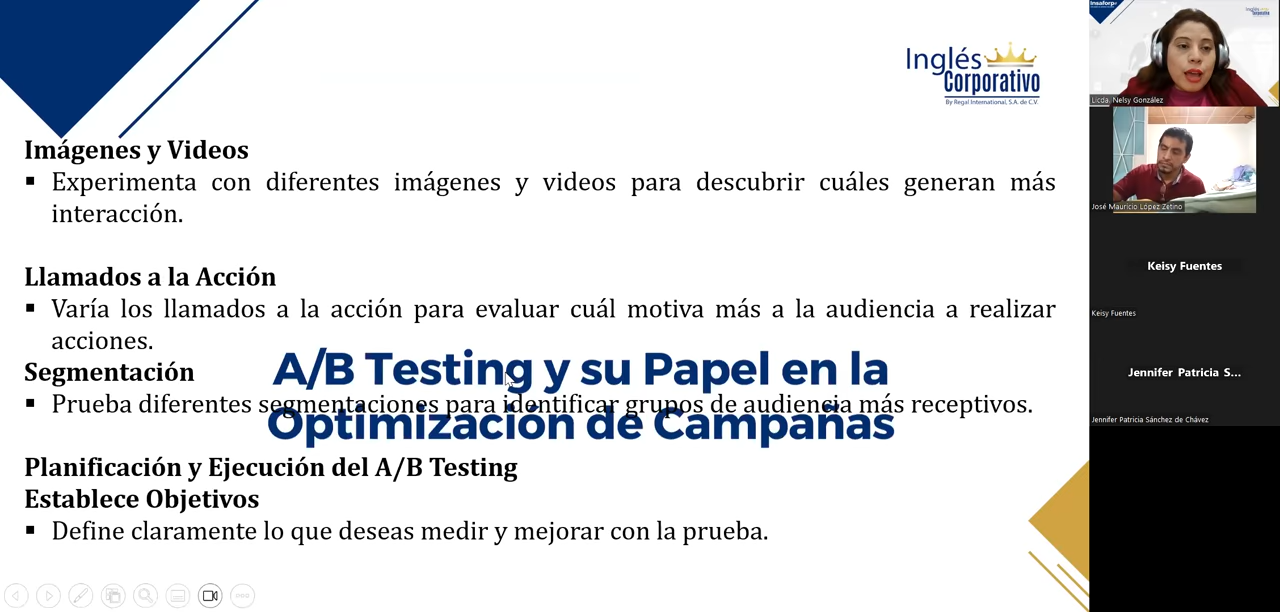 Inglés
Corporativo
By Regal International, S.A. de C.V.
Imágenes y Videos
▪ Experimenta con diferentes imágenes y videos para descubrir cuáles generan más
interacción.
Llamados a la Acción
▪ Varía los llamados a la acción para evaluar cuál motiva más a la audiencia a realizar
acciones.
Segmentación
A/B Testing y su Papel en la
▪ Prueba diferentes segmentaciones para identificar grupos de audiencia más receptivos.
Optimización de Campañas
Planificación y Ejecución del A/B Testing
Establece Objetivos
▪ Define claramente lo que deseas medir y mejorar con la prueba.
Insaforp
Licda. Nelsy González
José Mauricio López Zetino
Keisy Fuentes
Keisy Fuentes
Jennifer Patricia S...
Jennifer Patricia Sánchez de Chávez